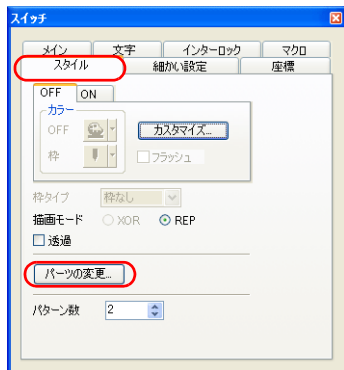 スイッチ
メイン 文字 インターロック マクロ
スタイル 細かい設定 座標
OFF ON
カラー
OFF カスタマイズ...
枠 フラッシュ
枠タイプ 枠なし
描画モード XOR REP
透過
パーツの変更...
パターン数 2